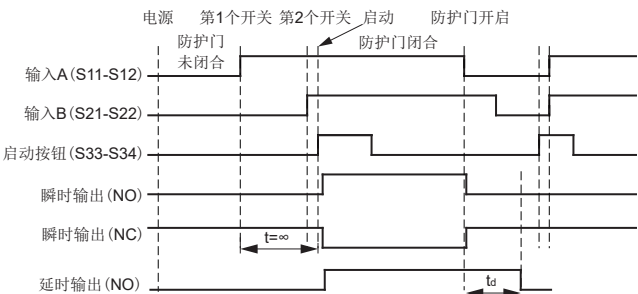 电源 第1个开关 第2个开关 启动 防护门开启
防护门
未闭合
防护门闭合
输入A(S11-S12)
输入B(S21-S22)
启动按钮(S33-S34)
瞬时输出(NO)
瞬时输出(NC)
t=∞
延时输出(NO)
td